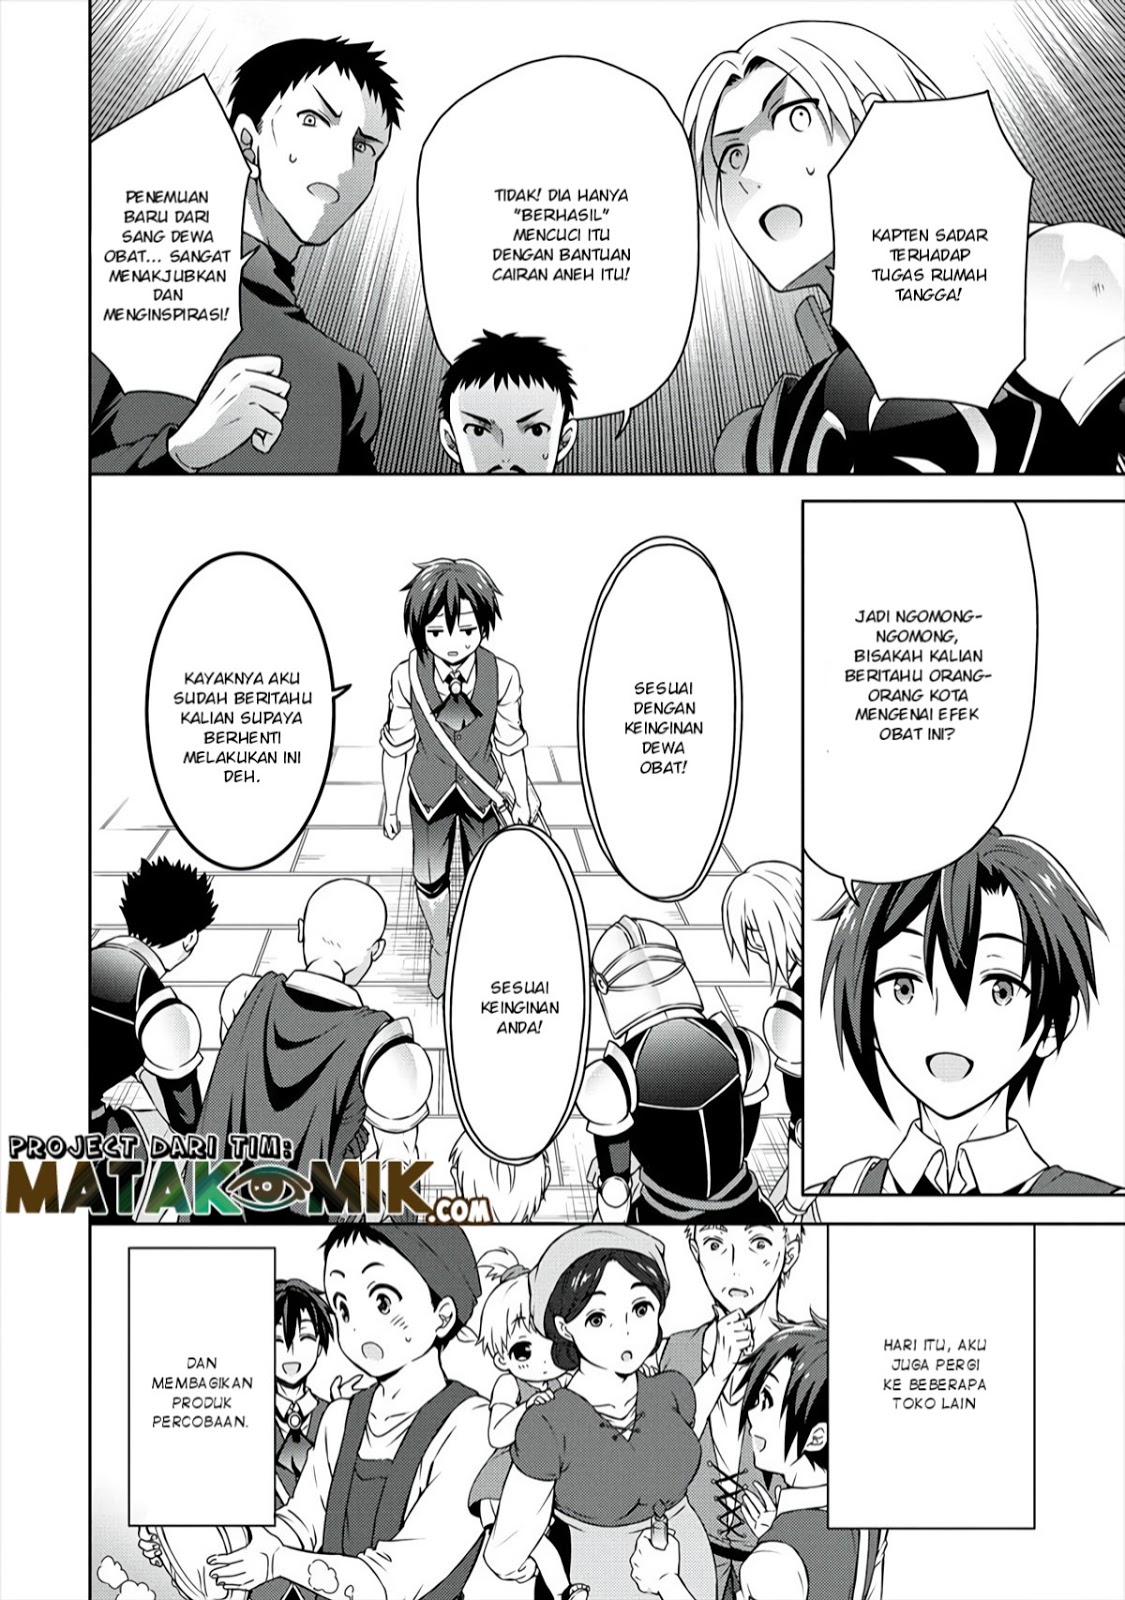 KAPTEN SADAR
TERHADAP
TUGAS RUMAH
TANGGA!
TIDAK! DIA HANYA
"BERHASIL"
MENCUCI ITU
DENGAN BANTUAN
CAIRAN ANEH ITU!
PENEMUAN
BARU DARI
SANG DEWA
OBAT... SANGAT
MENAKJUBKAN
DAN
MENGINSPIRASI!
JADI NGOMONG-
NGOMONG,
BISAKAH KALIAN
BERITAHU ORANG-
ORANG KOTA
MENGENAI EFEK
OBAT INI?
SESUAI
DENGAN
KEINGINAN
DEWA
OBAT!
SESUAI
KEINGINAN
ANDA!
KAYAKNYA AKU
SUDAH BERITAHU
KALIAN SUPAYA
BERHENTI
MELAKUKAN INI
DEH.
PROJECT DARI TIM:
MATAKOMIK
.COM
HARI ITU, AKU
JUGA PERGI
KE BEBERAPA
TOKO LAIN
DAN
MEMBAGIKAN
PRODUK
PERCOBAAN.